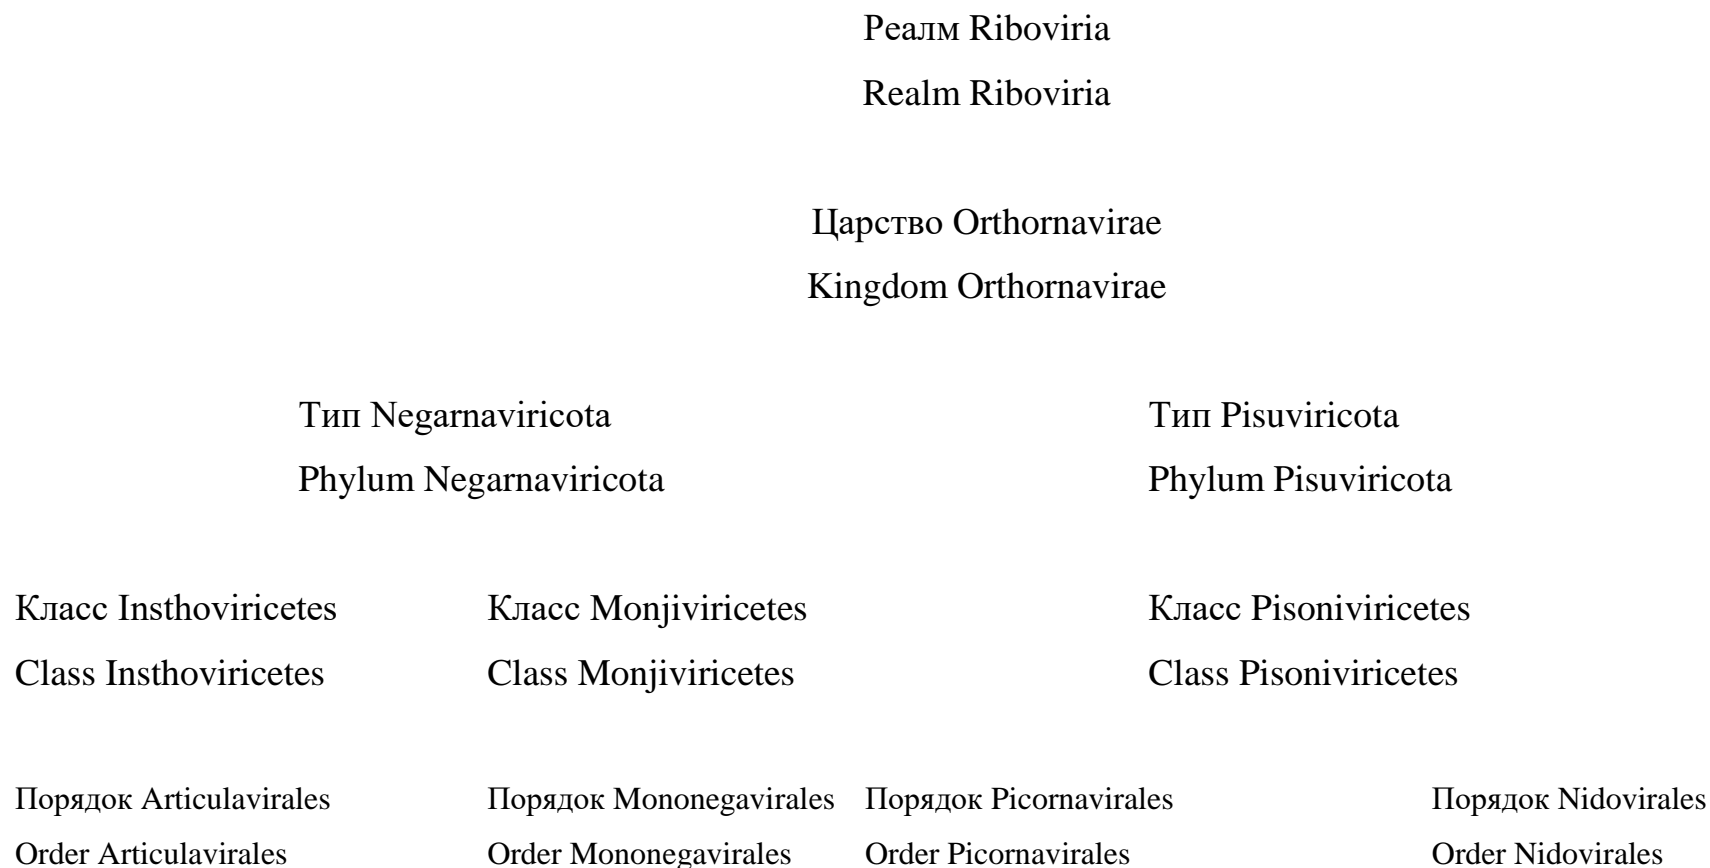 Реалм Riboviria
Realm Riboviria
Царство Orthornavirae
Kingdom Orthornavirae
Тип Negarnaviricota Тип Pisuviricota
Phylum Negarnaviricota Phylum Pisuviricota
Класс Insthoviricetes Класс Monjiviricetes Класс Pisoniviricetes
Class Insthoviricetes Class Monjiviricetes Class Pisoniviricetes
Порядок Articulavirales Порядок Mononegavirales Порядок Picornavirales Порядок Nidovirales
Order Articulavirales Order Mononegavirales Order Picornavirales Order Nidovirales